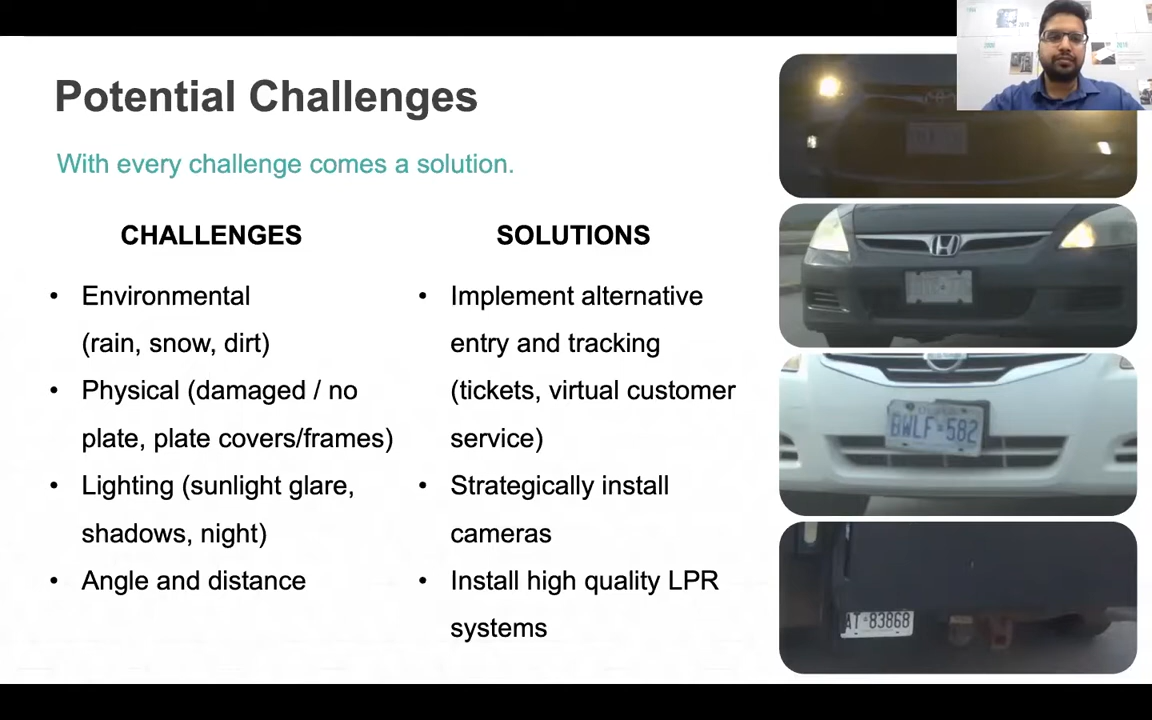 Potential Challenges
With every challenge comes a solution.
CHALLENGES
• Environmental
(rain, snow, dirt)
• Physical (damaged / no
plate, plate covers/frames)
• Lighting (sunlight glare,
shadows, night)
• Angle and distance
SOLUTIONS
• Implement alternative
entry and tracking
(tickets, virtual customer
service)
• Strategically install
cameras
• Install high quality LPR
systems
BWLF 582
AT 83868